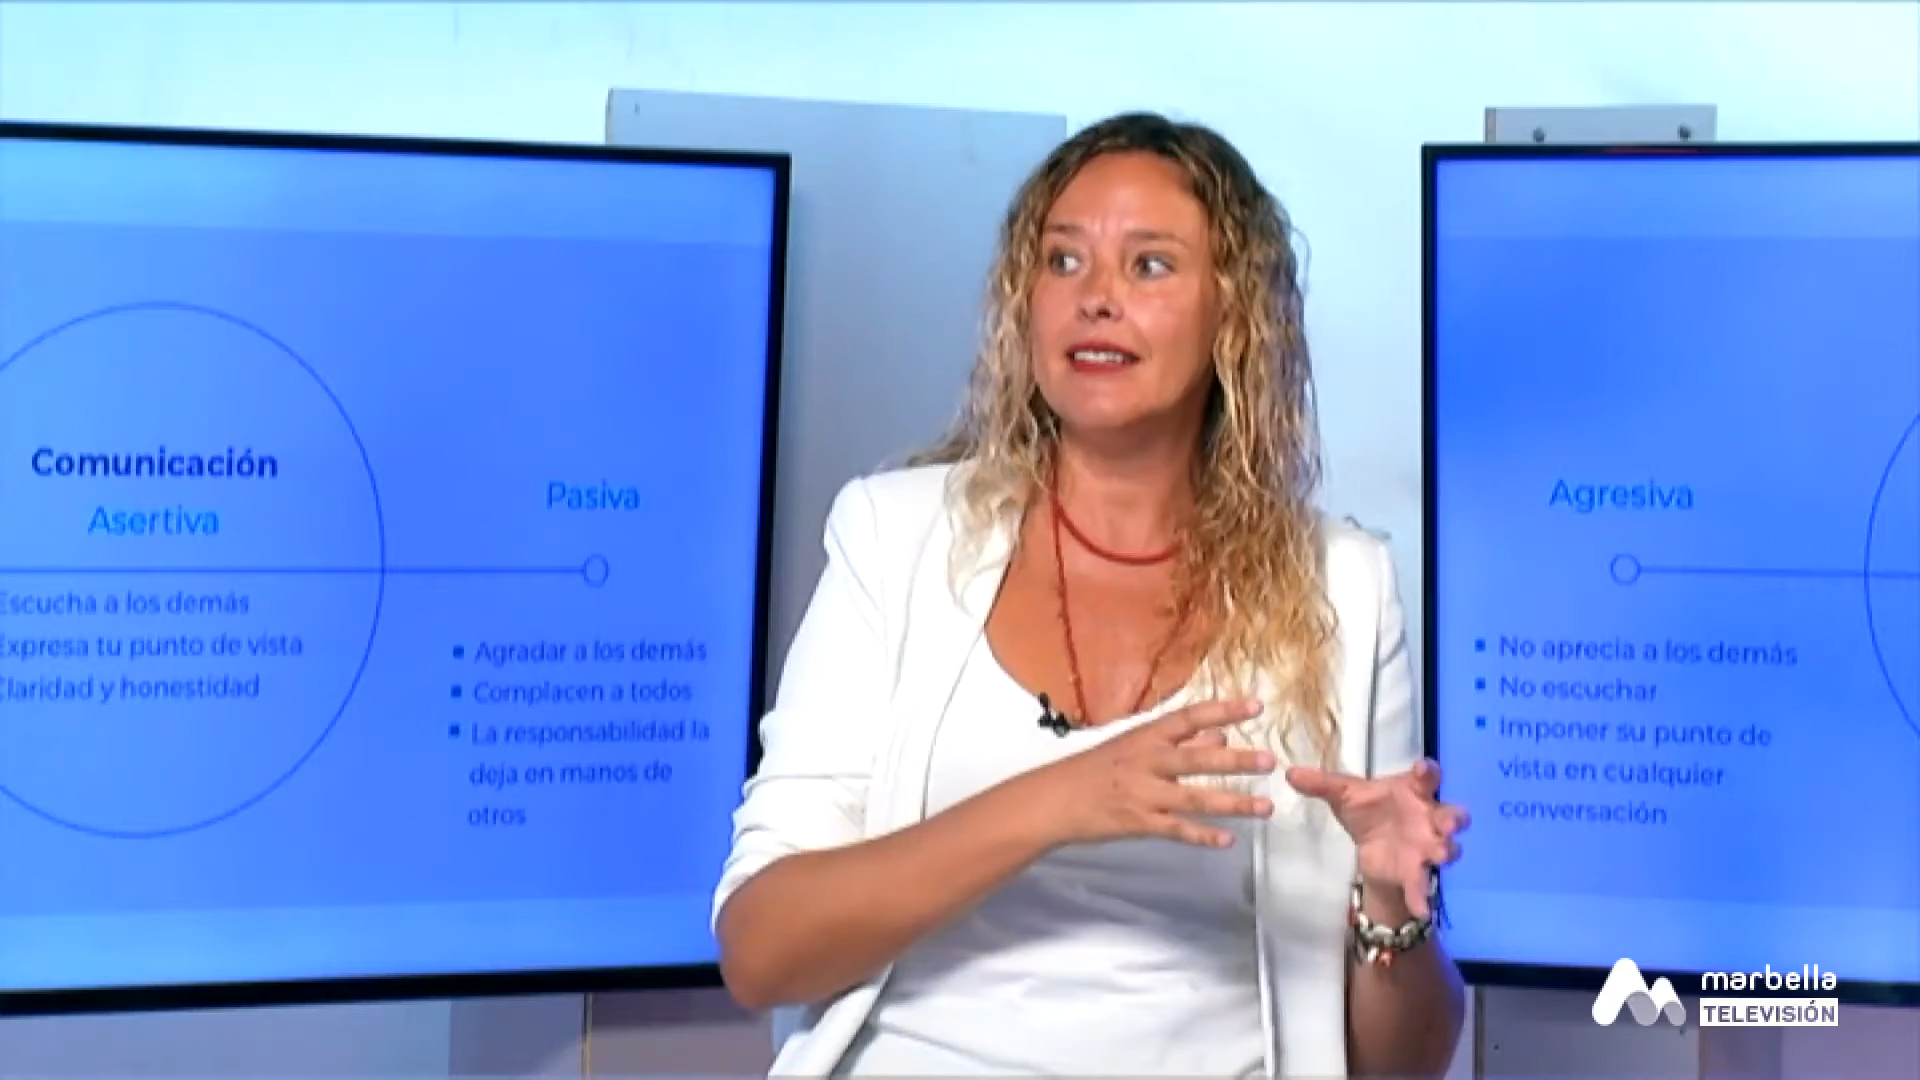 Comunicación
Asertiva
Escucha a los demás
Expresa tu punto de vista
Claridad y honestidad
Pasiva
Agradar a los demás
Complacen a todos
La responsabilidad la
deja en manos de
otros
Agresiva
No aprecia a los demás
No escuchar
Imponer su punto de
vista en cualquier
conversación
marbella
TELEVISIÓN